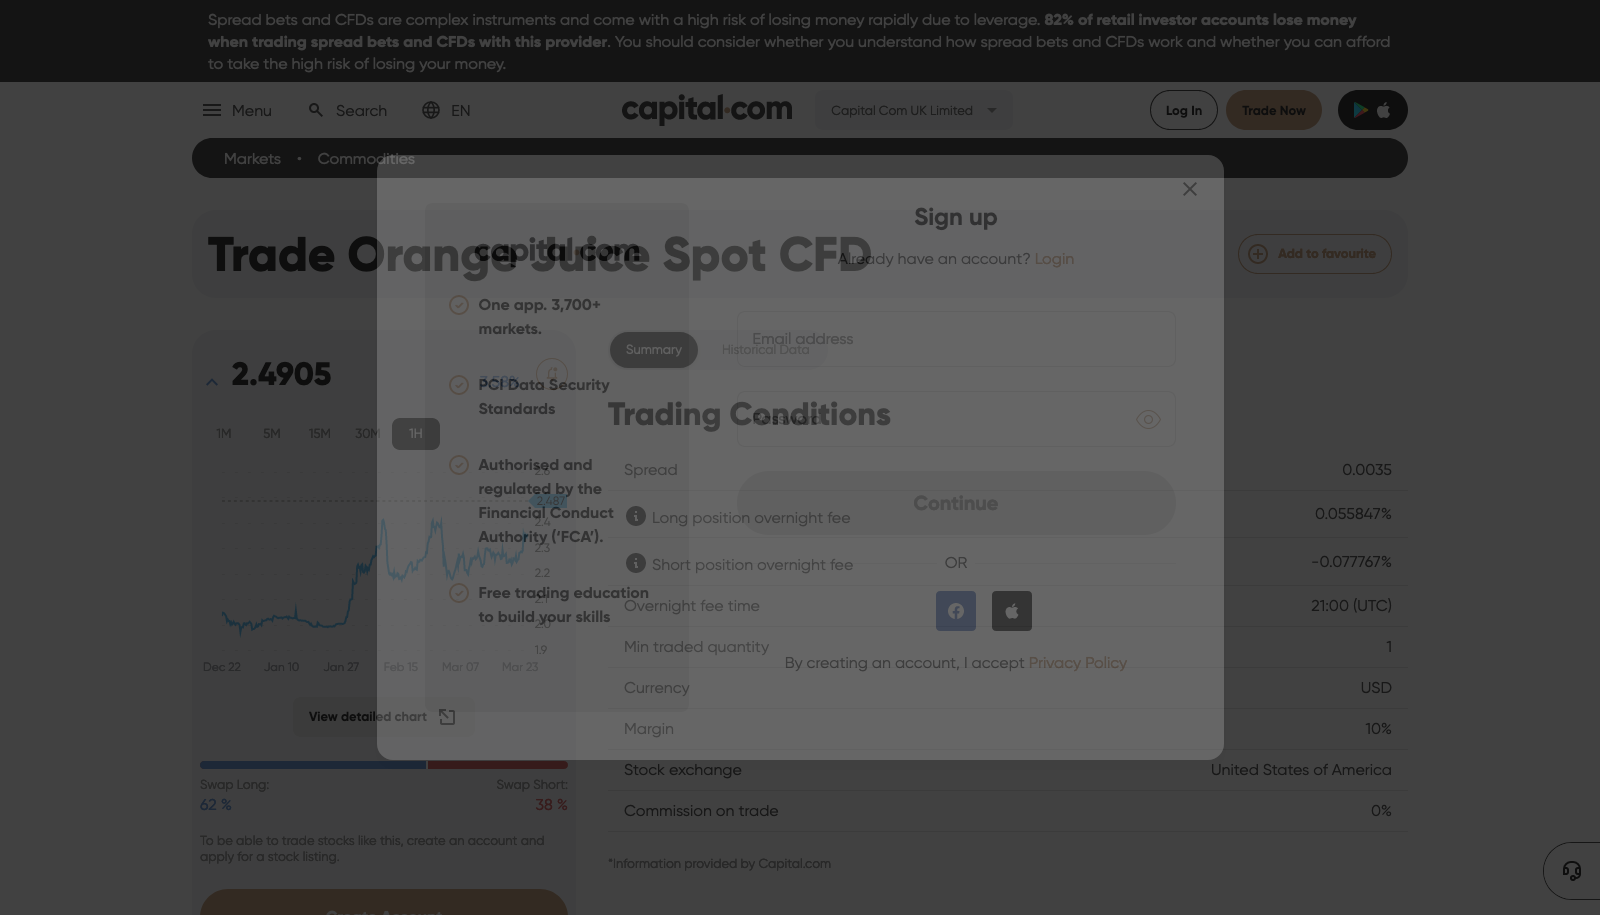 Spread bets and CFDs are complex instruments and come with a high risk of losing money rapidly due to leverage. 82% of retail investor accounts lose money
when trading spread bets and CFDs with this provider. You should consider whether you understand how spread bets and CFDs work and whether you can afford
to take the high risk of losing your money.
Menu
Search
EN
capital.com
Capital Com UK Limited
Log In
Trade Now
Markets • Commodities
Trade Orange Juice Spot CFD
Add to favourite
capital.com
One app. 3,700+
markets.
PCI Data Security
Standards
Authorised and
regulated by the
Financial Conduct
Authority (‘FCA’).
Free trading education
to build your skills
Sign up
Already have an account? Login
Email address
Password
Continue
OR
By creating an account, I accept Privacy Policy
2.4905
1M 5M 15M 30M 1H
2.487
2.4
2.3
2.2
2.0
1.9
Dec 22 Jan 10 Jan 27 Feb 15 Mar 07 Mar 23
View detailed chart
Swap Long: Swap Short:
62 % 38 %
To be able to trade stocks like this, create an account and
apply for a stock listing.
Create Account
Summary
Historical Data
Trading Conditions
Spread 0.0035
Long position overnight fee 0.055847%
Short position overnight fee -0.077767%
Overnight fee time 21:00 (UTC)
Min traded quantity 1
Currency USD
Margin 10%
Stock exchange United States of America
Commission on trade 0%
*Information provided by Capital.com